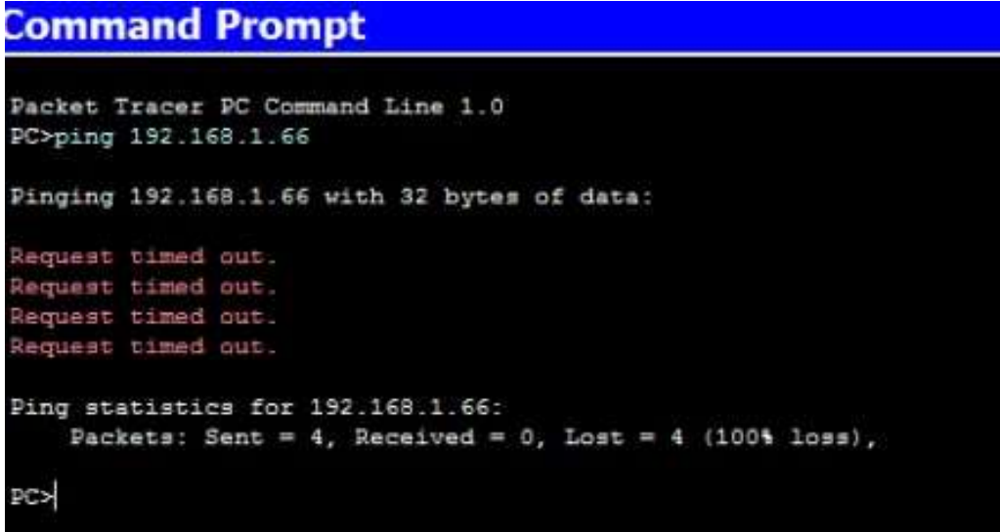 Command Prompt
Packet Tracer PC Command Line 1.0
PC>ping 192.168.1.66
Pinging 192.168.1.66 with 32 bytes of data:
Request timed out.
Request timed out.
Request timed out.
Request timed out.
Ping statistics for 192.168.1.66:
    Packets: Sent = 4, Received = 0, Lost = 4 (100% loss),
PC>